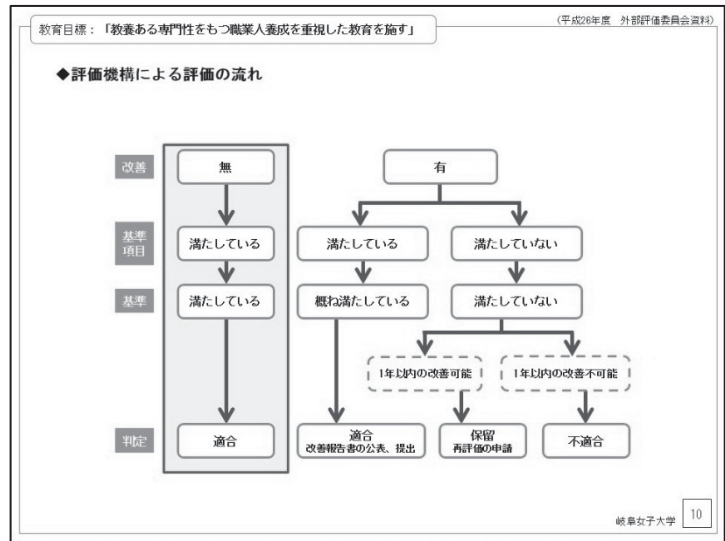 (平成26年度 外部評価委員会資料)
教育目標:「教養ある専門性をもつ職業人養成を重視した教育を施す」
◆評価機構による評価の流れ
改善
無
有
基準
項目
満たしている
満たしている
満たしていない
基準
満たしている
概ね満たしている
満たしていない
1年以内の改善可能
1年以内の改善不可能
判定
適合
適合
改善報告書の公表、提出
保留
再評価の申請
不適合
岐阜女子大学
10